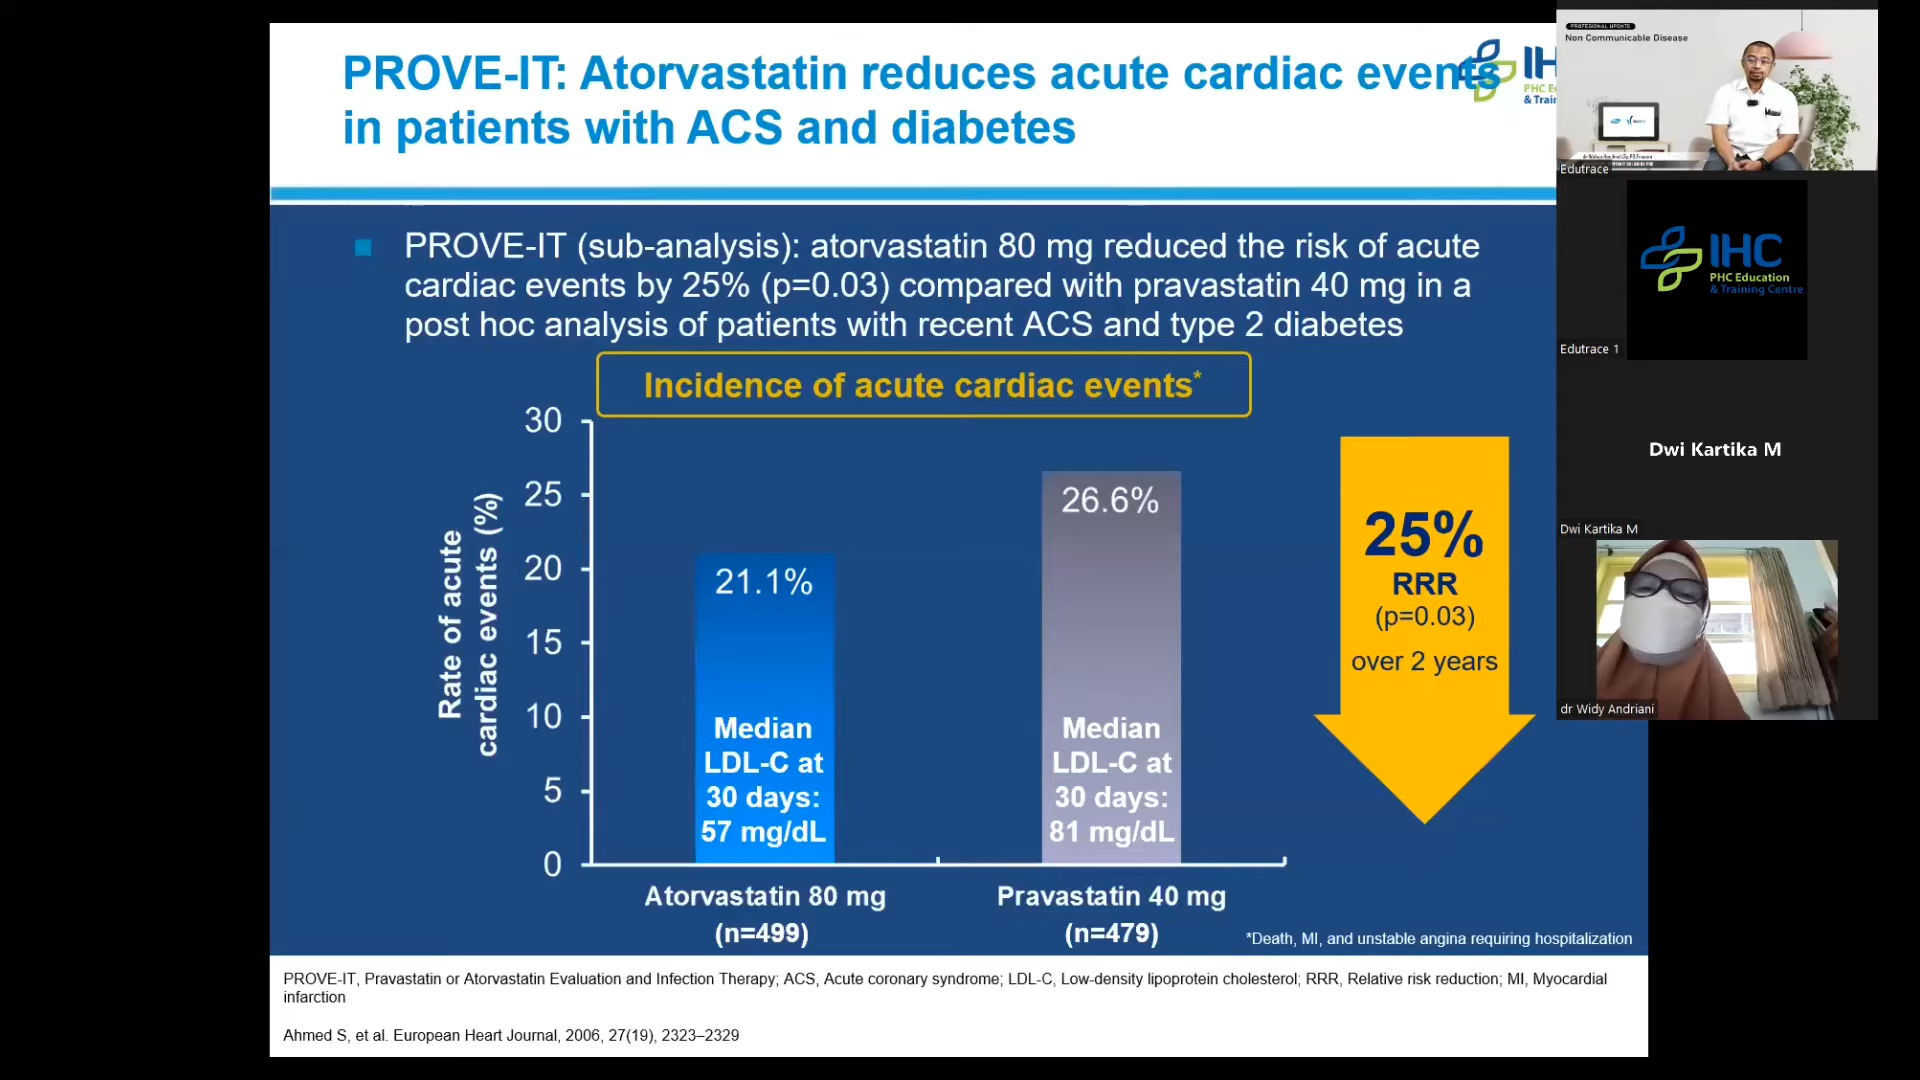 PROVE-IT: Atorvastatin reduces acute cardiac events
in patients with ACS and diabetes
IH
PHC E
& Trai
PROVE-IT (sub-analysis): atorvastatin 80 mg reduced the risk of acute
cardiac events by 25% (p=0.03) compared with pravastatin 40 mg in a
post hoc analysis of patients with recent ACS and type 2 diabetes
Incidence of acute cardiac events*
Rate of acute
cardiac events (%)
30
25
20
15
10
5
0
21.1%
Median
LDL-C at
30 days:
57 mg/dL
26.6%
Median
LDL-C at
30 days:
81 mg/dL
Atorvastatin 80 mg
(n=499)
Pravastatin 40 mg
(n=479)
25%
RRR
(p=0.03)
over 2 years
*Death, MI, and unstable angina requiring hospitalization
PROVE-IT, Pravastatin or Atorvastatin Evaluation and Infection Therapy; ACS, Acute coronary syndrome; LDL-C, Low-density lipoprotein cholesterol; RRR, Relative risk reduction; MI, Myocardial
infarction
Ahmed S, et al. European Heart Journal, 2006, 27(19), 2323–2329
PROFESIONAL UPDATE
Non Communicable Disease
Edutrace
IHC
PHC Education
& Training Centre
Edutrace 1
Dwi Kartika M
Dwi Kartika M
dr Widy Andriani